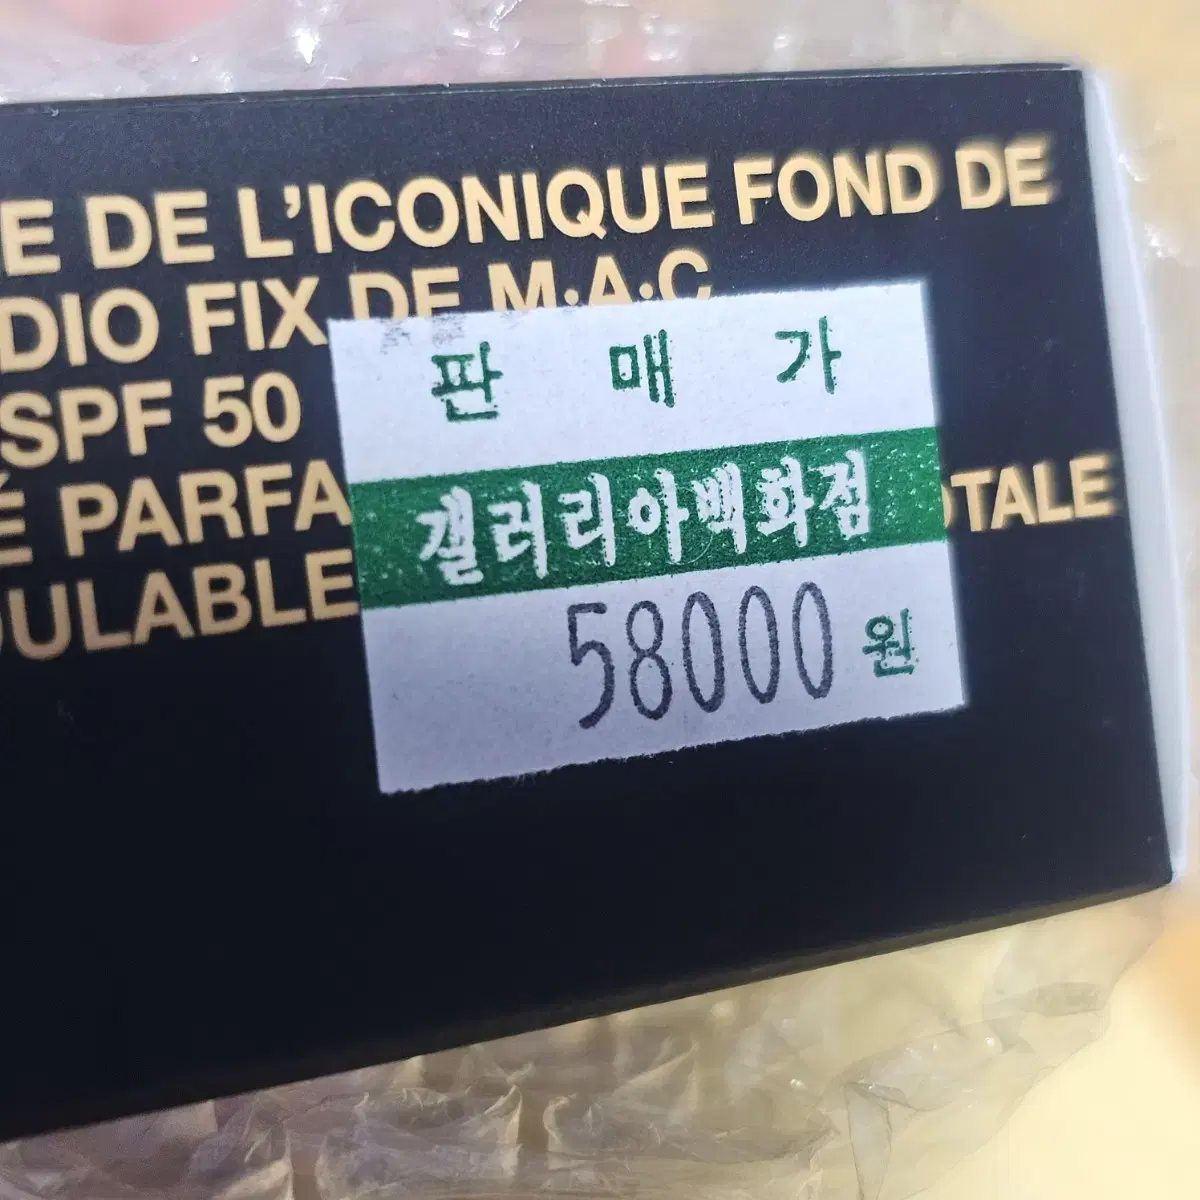 E DE L'ICONIQUE FOND DE
DIO FIX DE M·A·C
SPF 50
É PARFA
OTALE
ULABLE
판 매 가
갤러리아백화점
58000 원